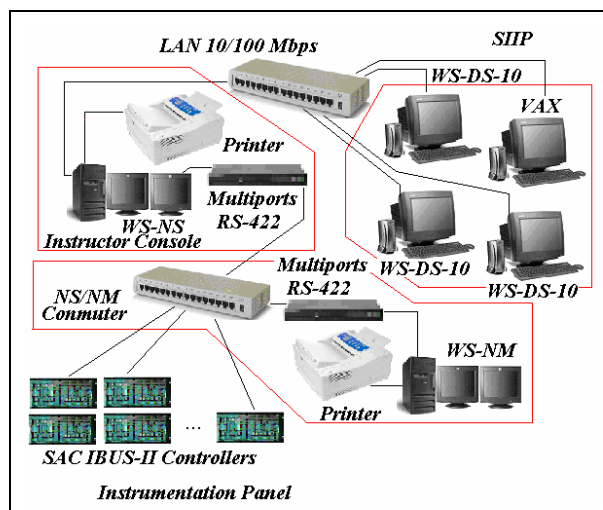 LAN 10/100 Mbps
SIIP
WS-DS-10
VAX
Printer
WS-NS
Multiports
RS-422
Instructor Console
WS-DS-10
WS-DS-10
Multiports
RS-422
NS/NM
Conmuter
WS-NM
Printer
...
SAC IBUS-II Controllers
Instrumentation Panel